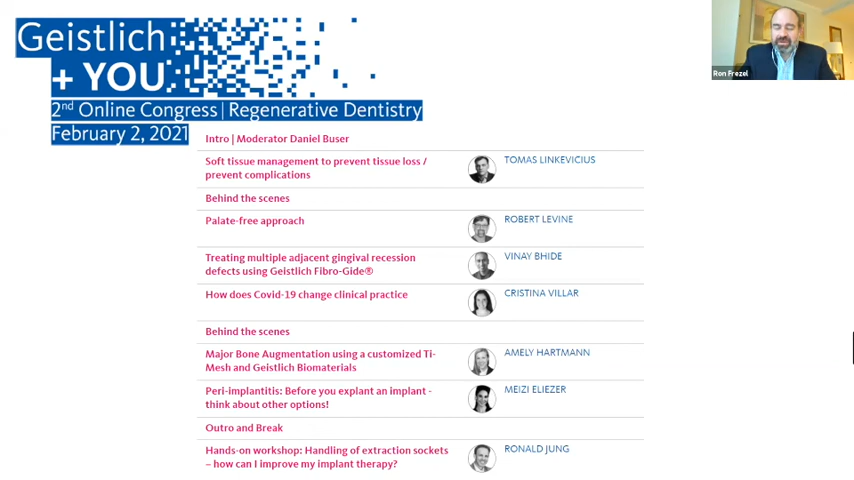 Geistlich
+ YOU
2nd Online Congress | Regenerative Dentistry
February 2, 2021
Ron Frezel
Intro | Moderator Daniel Buser
Soft tissue management to prevent tissue loss /
prevent complications
TOMAS LINKEVICIUS
Behind the scenes
Palate-free approach
ROBERT LEVINE
Treating multiple adjacent gingival recession
defects using Geistlich Fibro-Gide®
VINAY BHIDE
How does Covid-19 change clinical practice
CRISTINA VILLAR
Behind the scenes
Major Bone Augmentation using a customized Ti-
Mesh and Geistlich Biomaterials
AMELY HARTMANN
Peri-implantitis: Before you explant an implant -
think about other options!
MEIZI ELIEZER
Outro and Break
Hands-on workshop: Handling of extraction sockets
– how can I improve my implant therapy?
RONALD JUNG